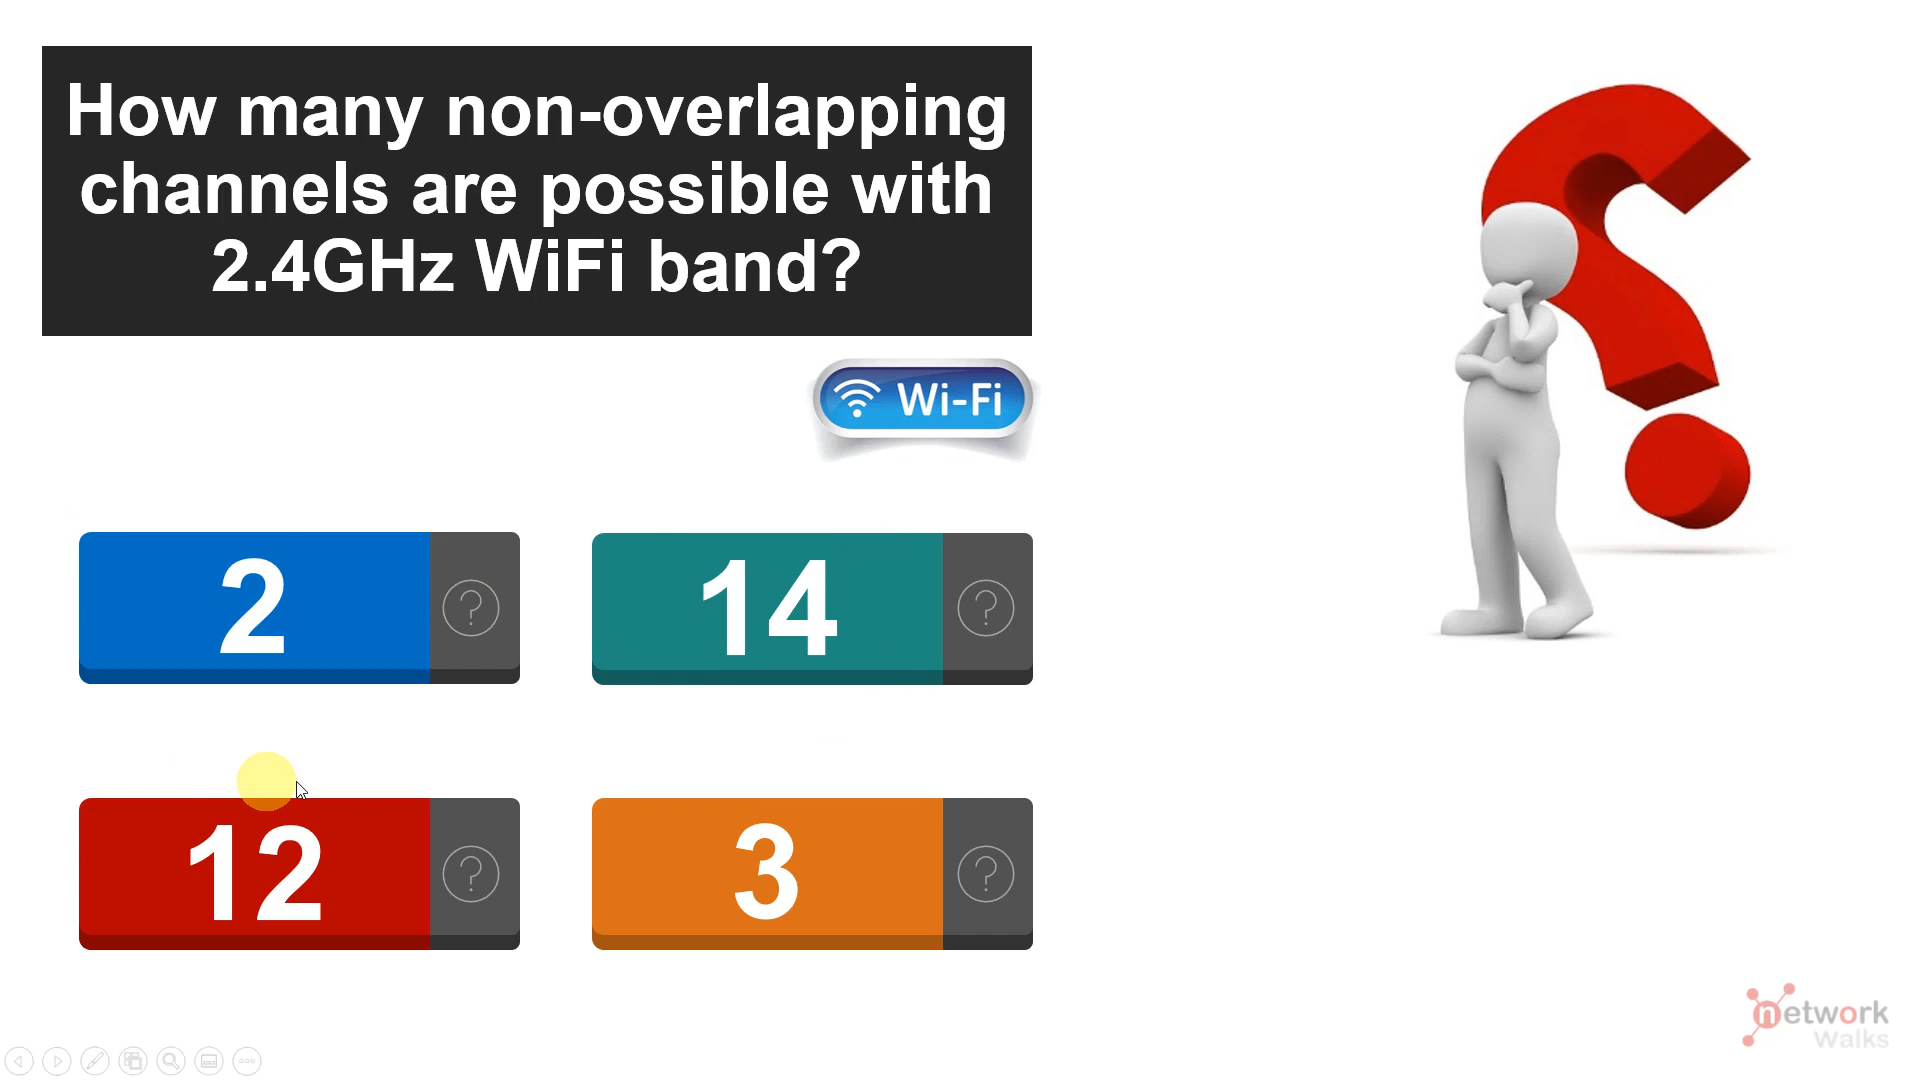 How many non-overlapping
channels are possible with
2.4GHz WiFi band?
Wi-Fi
2
?
14
?
12
?
3
?
network
Walks